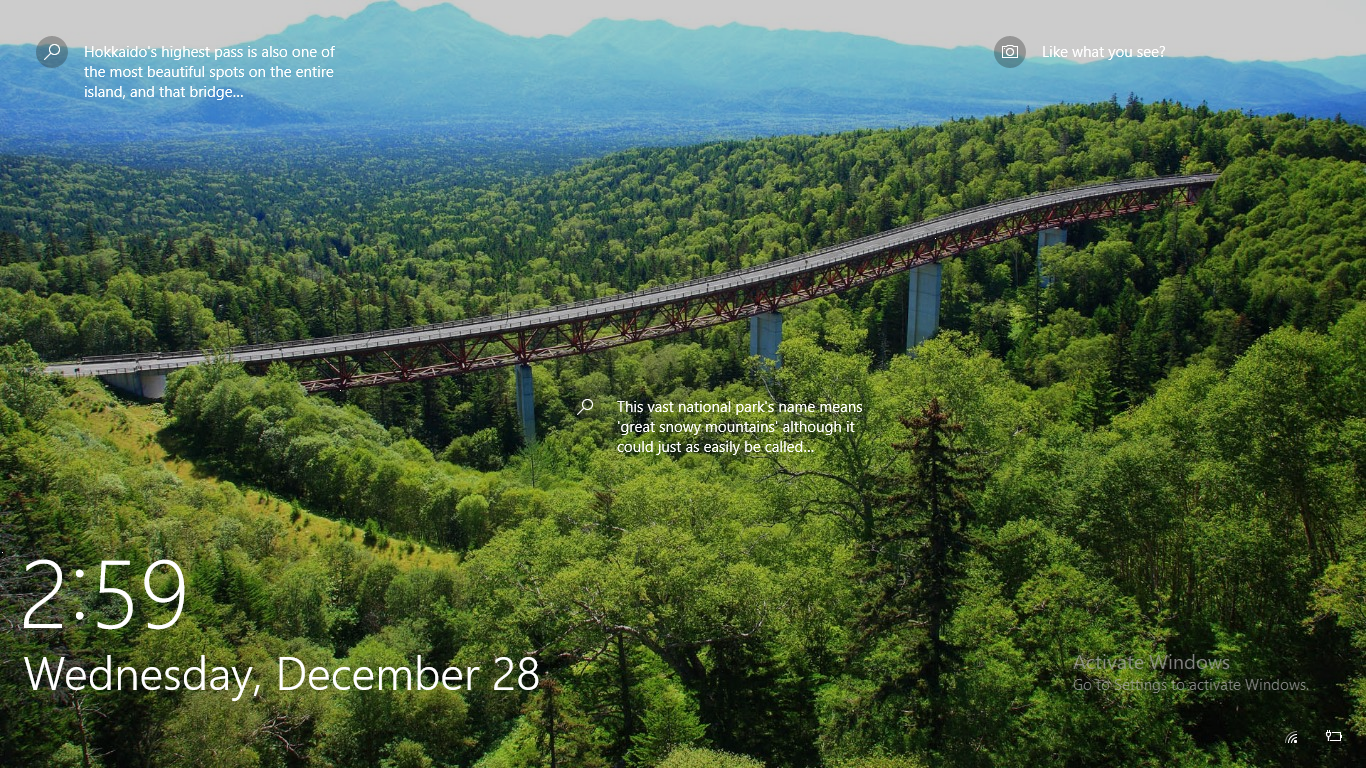 Hokkaido's highest pass is also one of
the most beautiful spots on the entire
island, and that bridge...
Like what you see?
This vast national park's name means
'great snowy mountains' although it
could just as easily be called...
2:59
Wednesday, December 28
Activate Windows
Go to Settings to activate Windows.